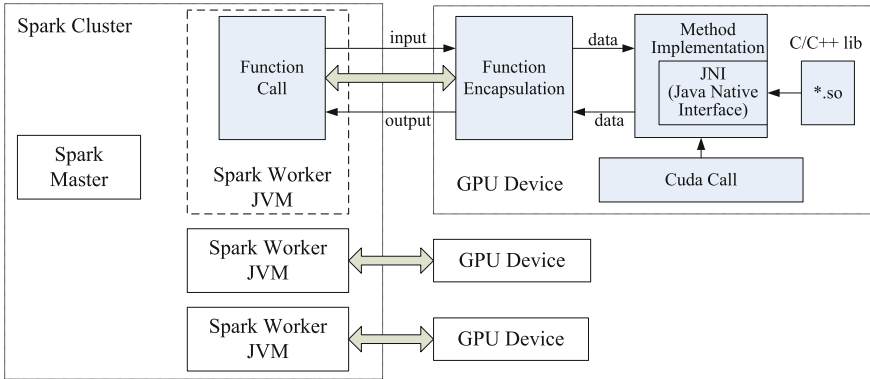 Spark Cluster
Spark
Master
Function
Call
Spark Worker
JVM
input
output
Function
Encapsulation
data
data
Method
Implementation
JNI
(Java Native
Interface)
C/C++ lib
*.so
Cuda Call
GPU Device
Spark Worker
JVM
GPU Device
Spark Worker
JVM
GPU Device